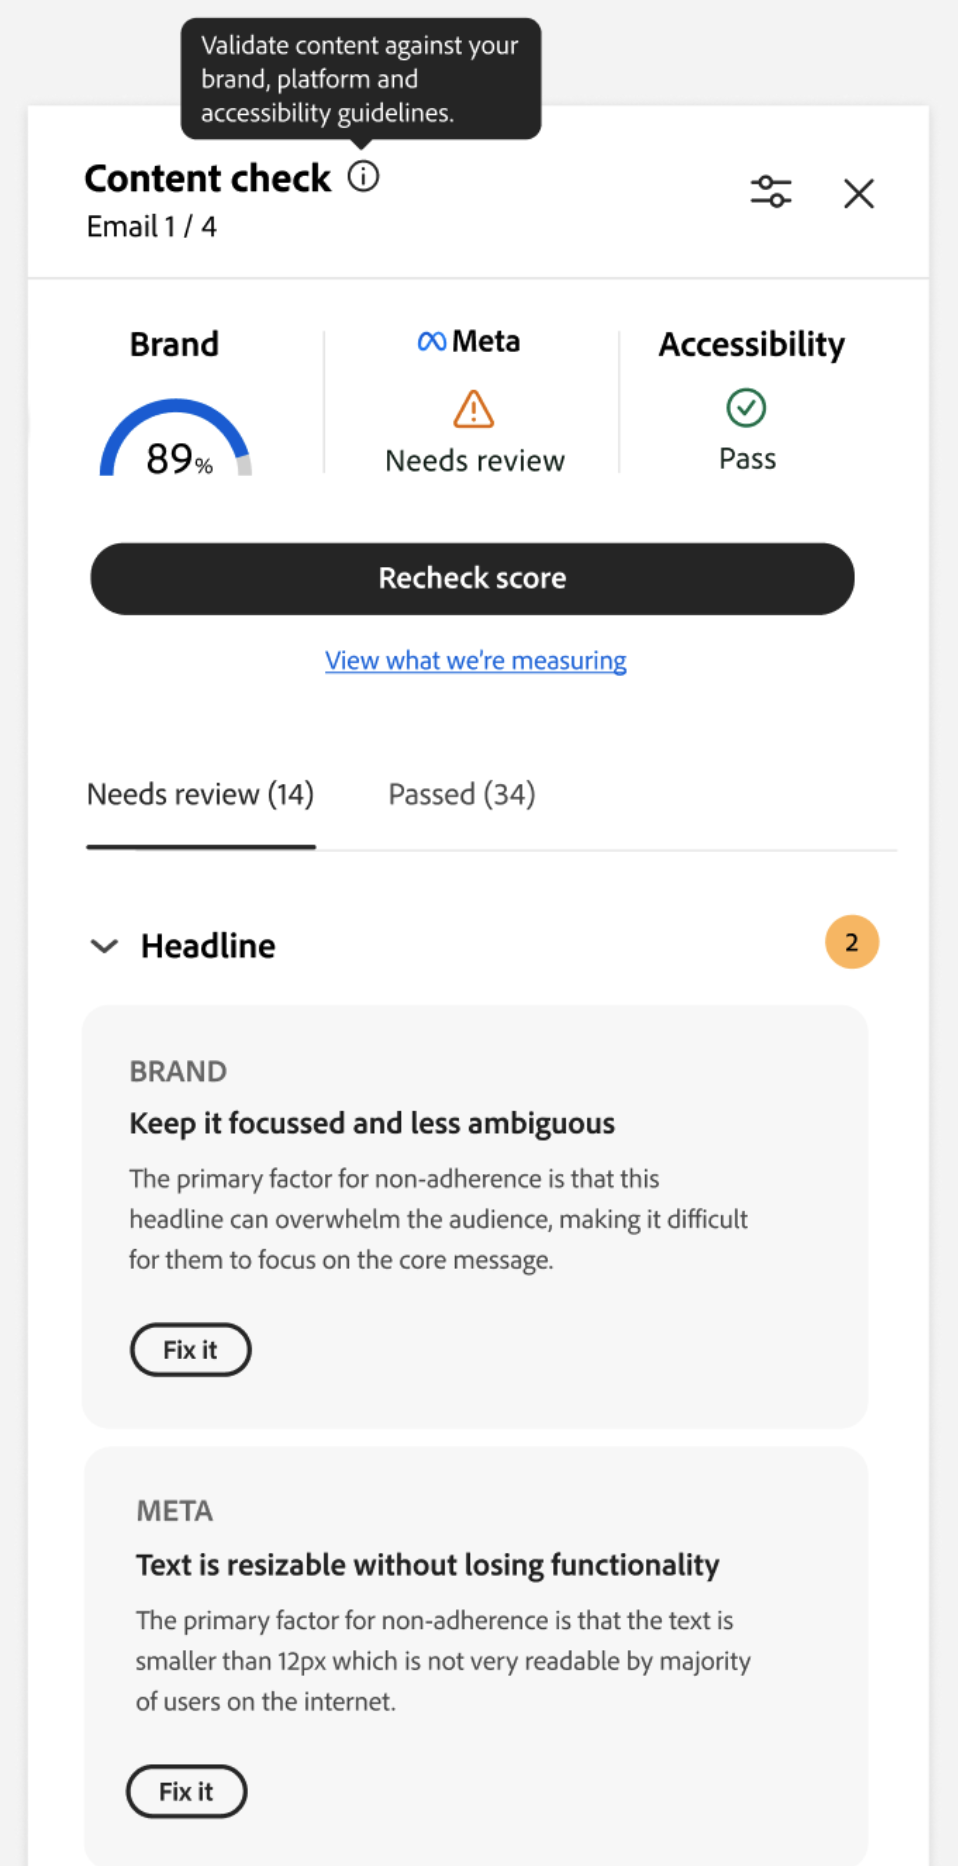 Validate content against your
brand, platform and
accessibility guidelines.
Content check
Email 1 / 4
Brand
89%
Meta
Needs review
Accessibility
Pass
Recheck score
View what we're measuring
Needs review (14)
Passed (34)
Headline
2
BRAND
Keep it focussed and less ambiguous
The primary factor for non-adherence is that this
headline can overwhelm the audience, making it difficult
for them to focus on the core message.
Fix it
META
Text is resizable without losing functionality
The primary factor for non-adherence is that the text is
smaller than 12px which is not very readable by majority
of users on the internet.
Fix it